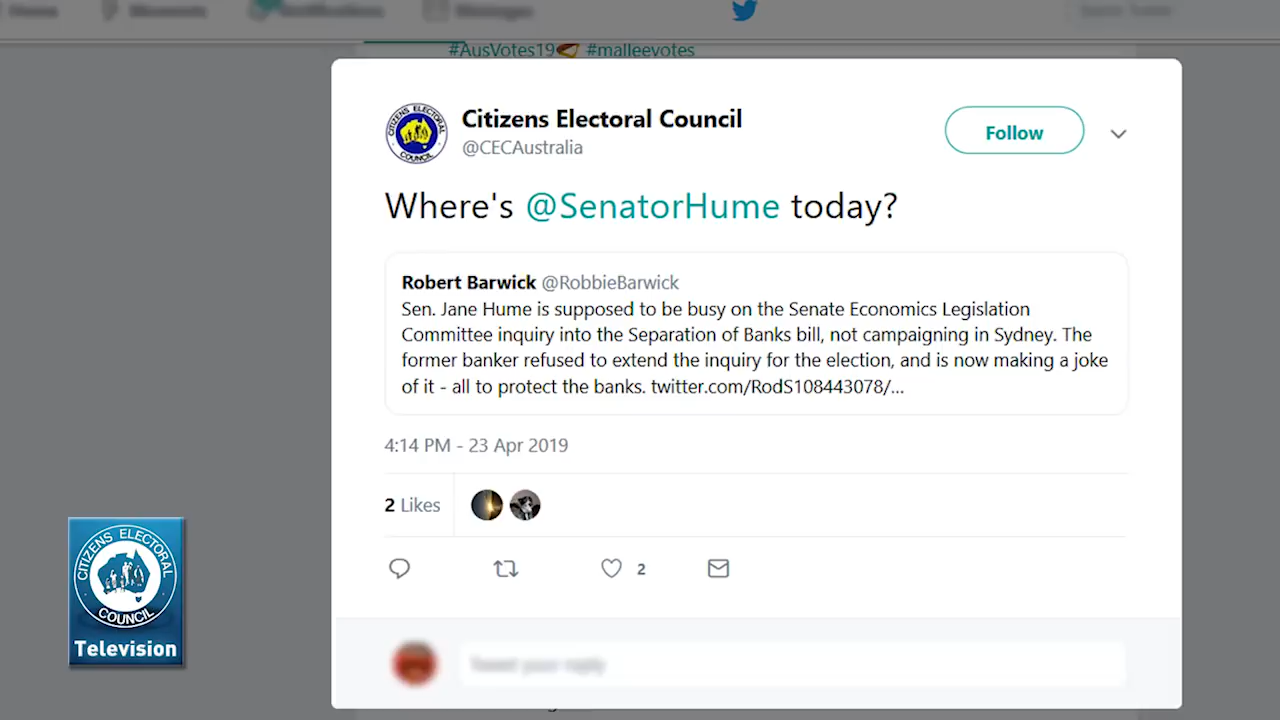 #AusVotes19 #malleevotes
Citizens Electoral Council
@CECAustralia
Follow
Where's @SenatorHume today?
Robert Barwick @RobbieBarwick
Sen. Jane Hume is supposed to be busy on the Senate Economics Legislation
Committee inquiry into the Separation of Banks bill, not campaigning in Sydney. The
former banker refused to extend the inquiry for the election, and is now making a joke
of it - all to protect the banks. twitter.com/RodS108443078/...
4:14 PM - 23 Apr 2019
2 Likes
2
CITIZENS ELECTORAL
COUNCIL
CITIZENS ELECTORAL
COUNCIL
Television